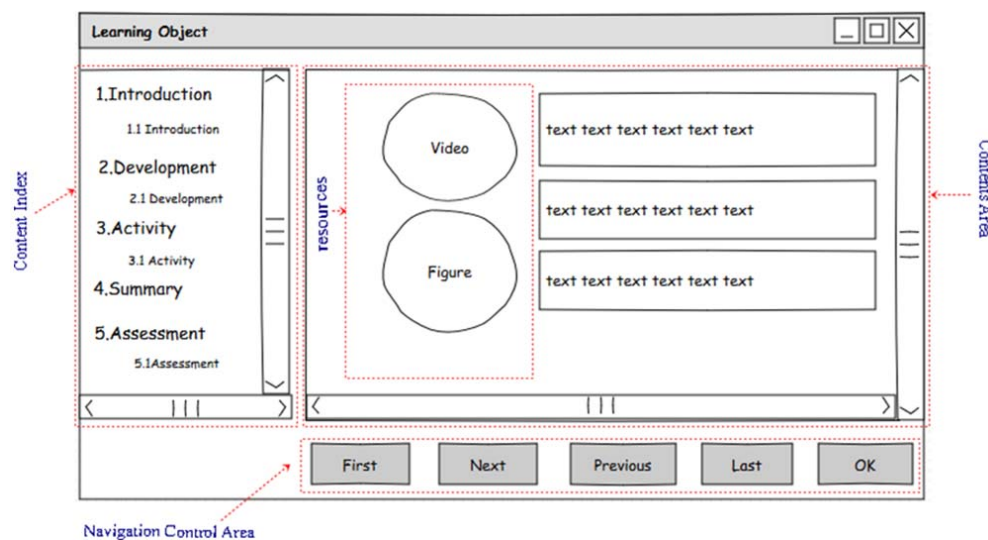 Learning Object
1.Introduction
1.1 Introduction
2.Development
2.1 Development
3.Activity
3.1 Activity
4.Summary
5.Assessment
5.1Assessment
Content Index
resources
Video
Figure
text text text text text text
text text text text text text
text text text text text text
Contents Area
First
Next
Previous
Last
OK
Navigation Control Area